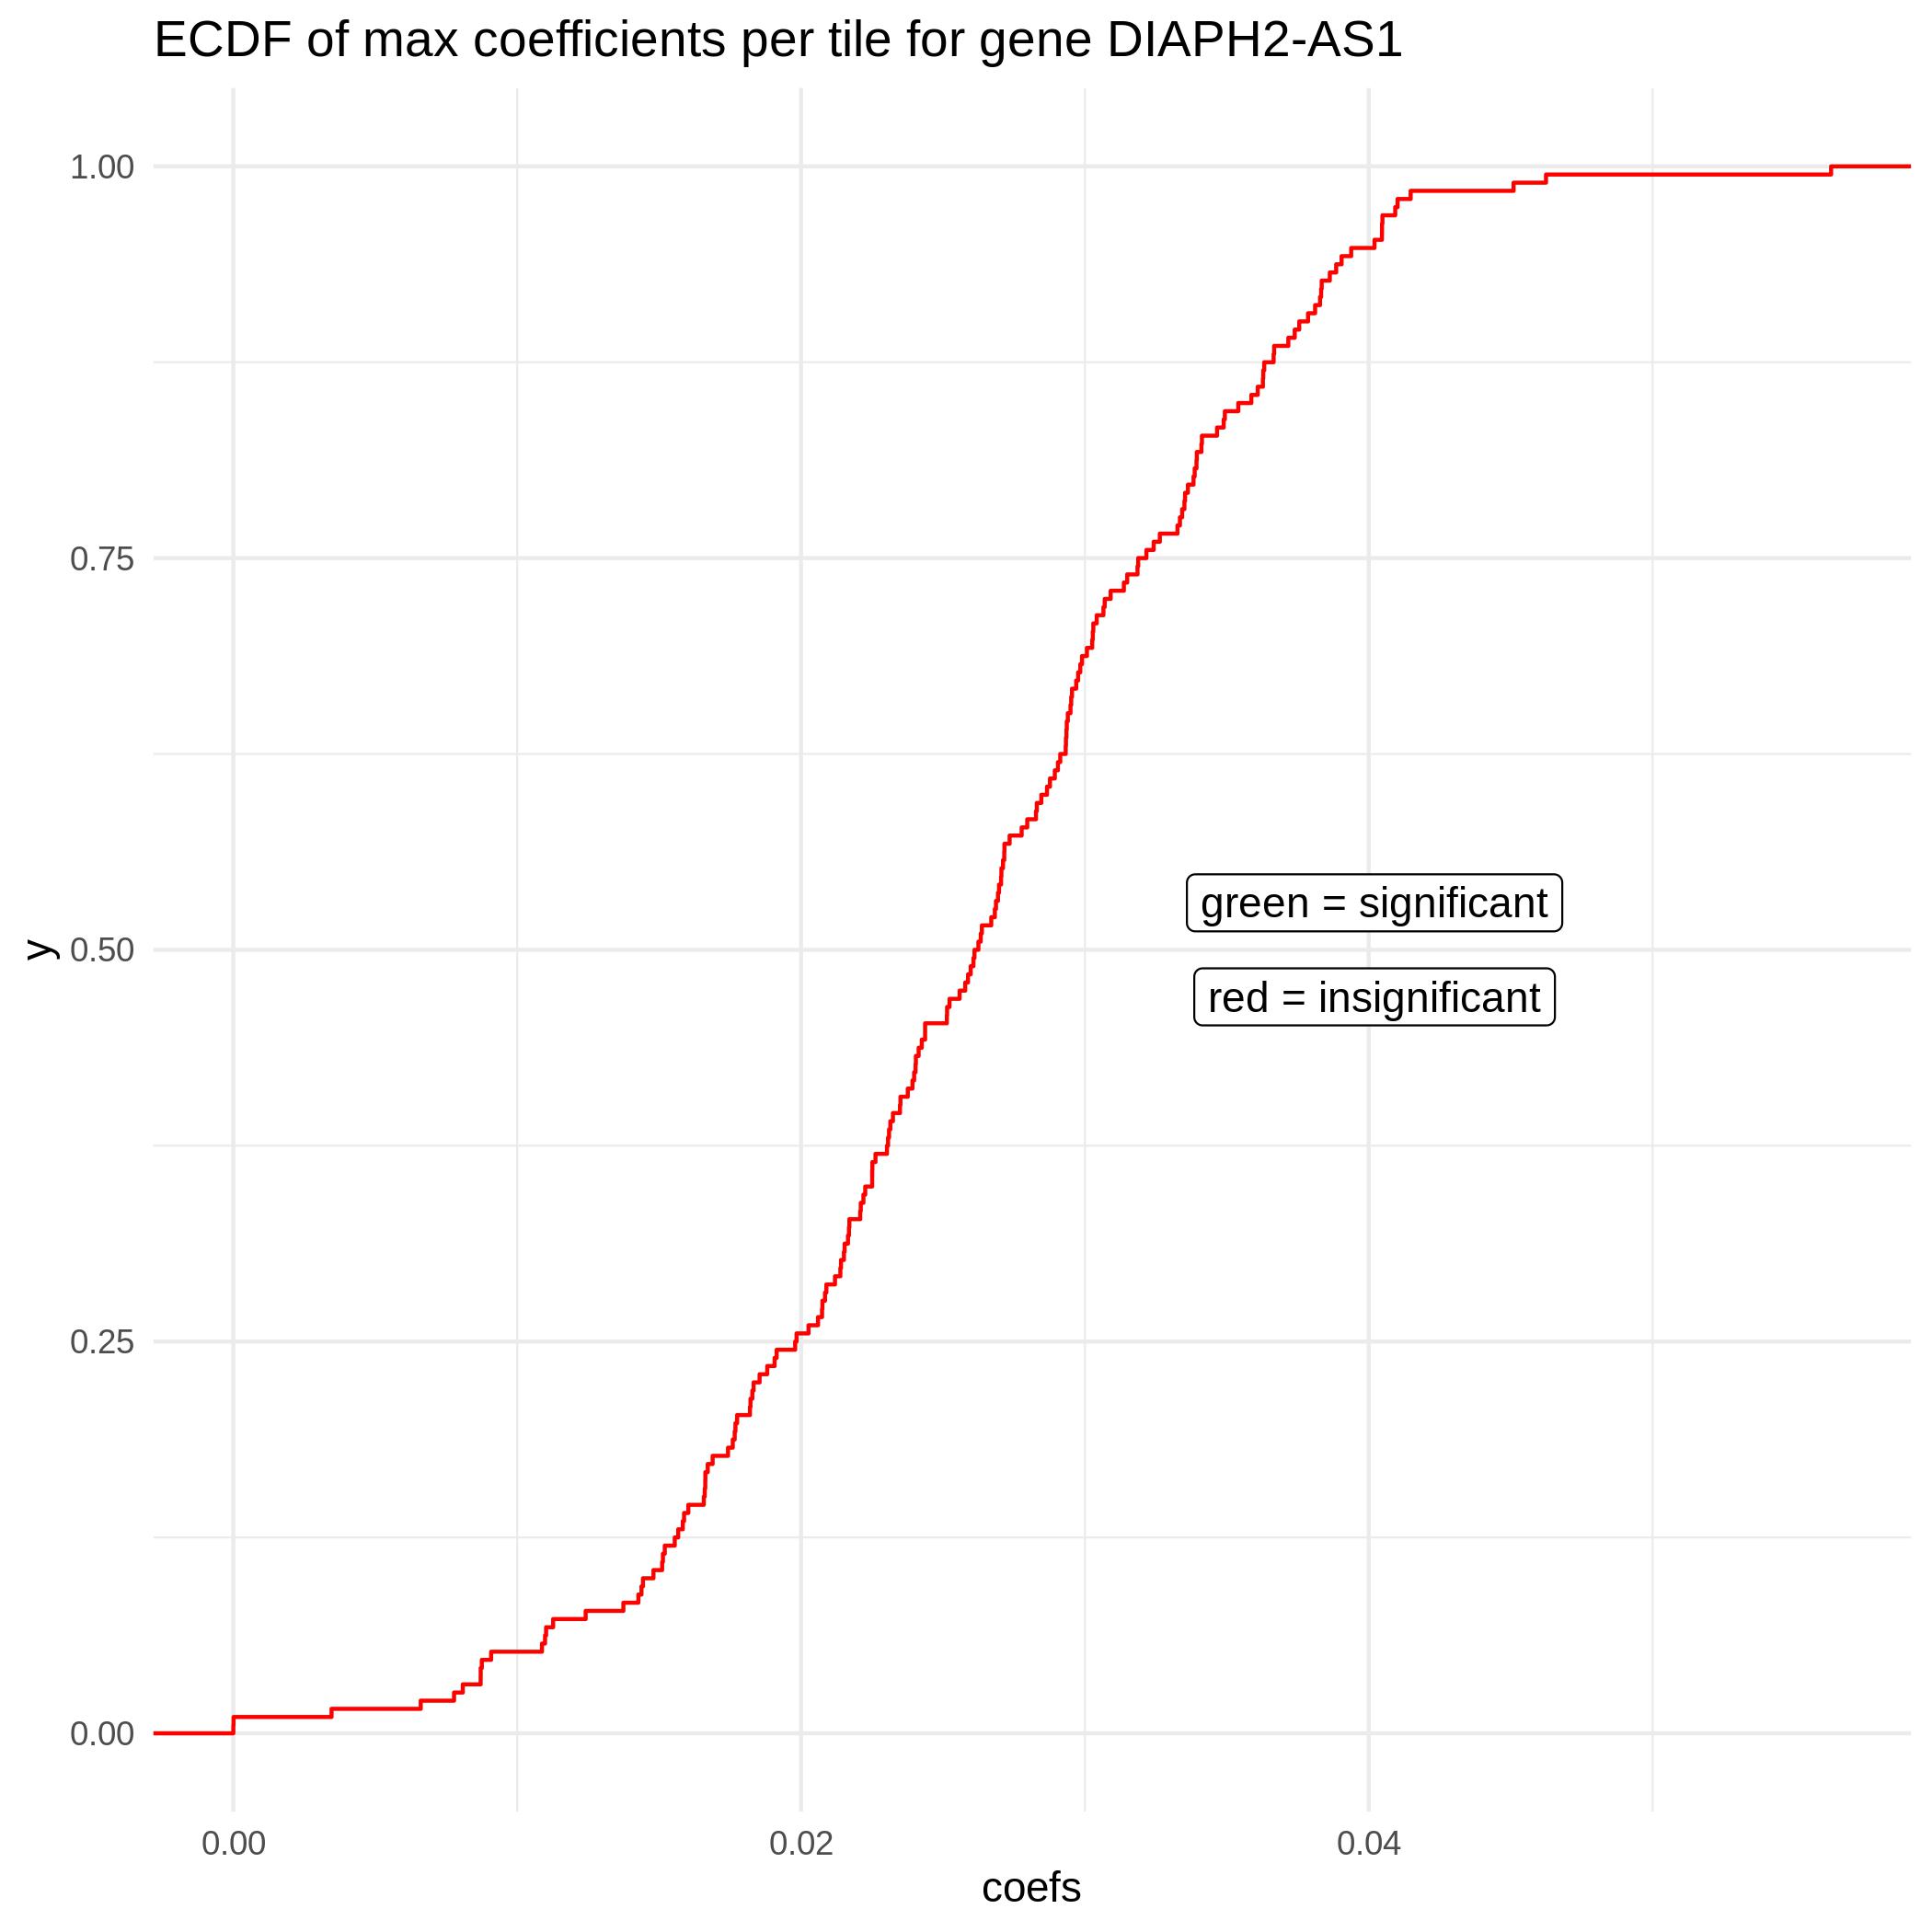 ECDF of max coefficients per tile for gene DIAPH2-AS1
1.00
0.75
0.50
0.25
0.00
y
green = significant
red = insignificant
0.00
0.02
0.04
coefs